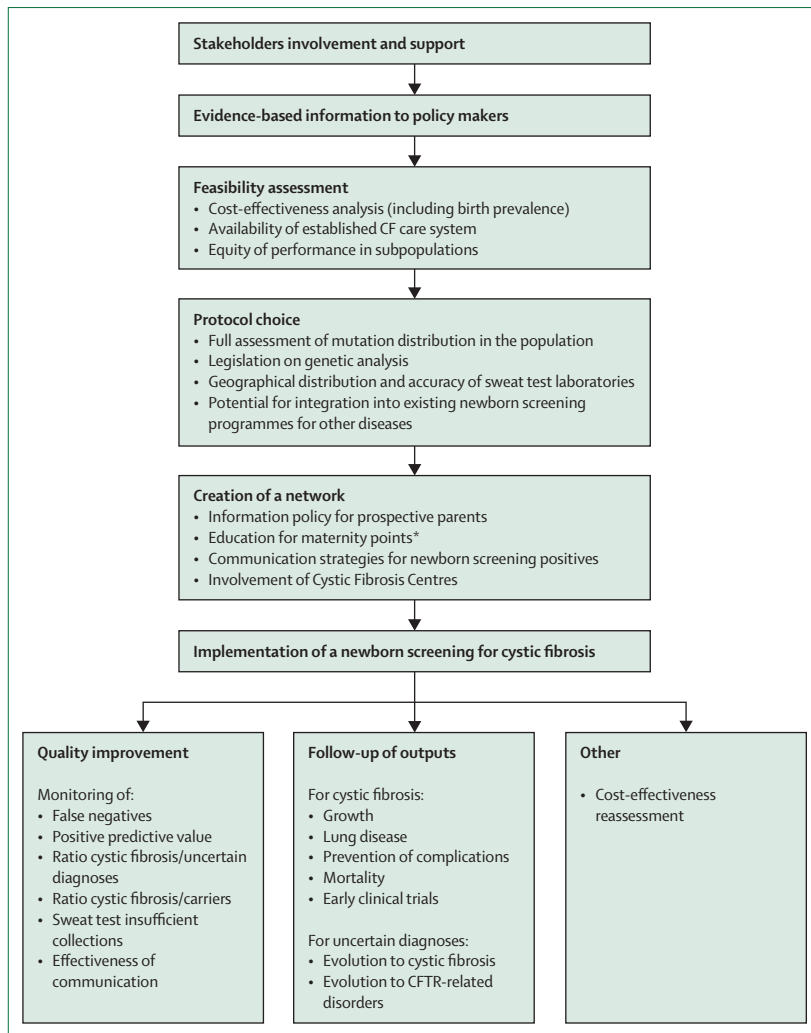 Stakeholders involvement and support
Evidence-based information to policy makers
Feasibility assessment
• Cost-effectiveness analysis (including birth prevalence)
• Availability of established CF care system
• Equity of performance in subpopulations
Protocol choice
• Full assessment of mutation distribution in the population
• Legislation on genetic analysis
• Geographical distribution and accuracy of sweat test laboratories
• Potential for integration into existing newborn screening
programmes for other diseases
Creation of a network
• Information policy for prospective parents
• Education for maternity points*
• Communication strategies for newborn screening positives
• Involvement of Cystic Fibrosis Centres
Implementation of a newborn screening for cystic fibrosis
Quality improvement
Monitoring of:
• False negatives
• Positive predictive value
• Ratio cystic fibrosis/uncertain
diagnoses
• Ratio cystic fibrosis/carriers
• Sweat test insufficient
collections
• Effectiveness of
communication
Follow-up of outputs
For cystic fibrosis:
• Growth
• Lung disease
• Prevention of complications
• Mortality
• Early clinical trials
For uncertain diagnoses:
• Evolution to cystic fibrosis
• Evolution to CFTR-related
disorders
Other
• Cost-effectiveness
reassessment